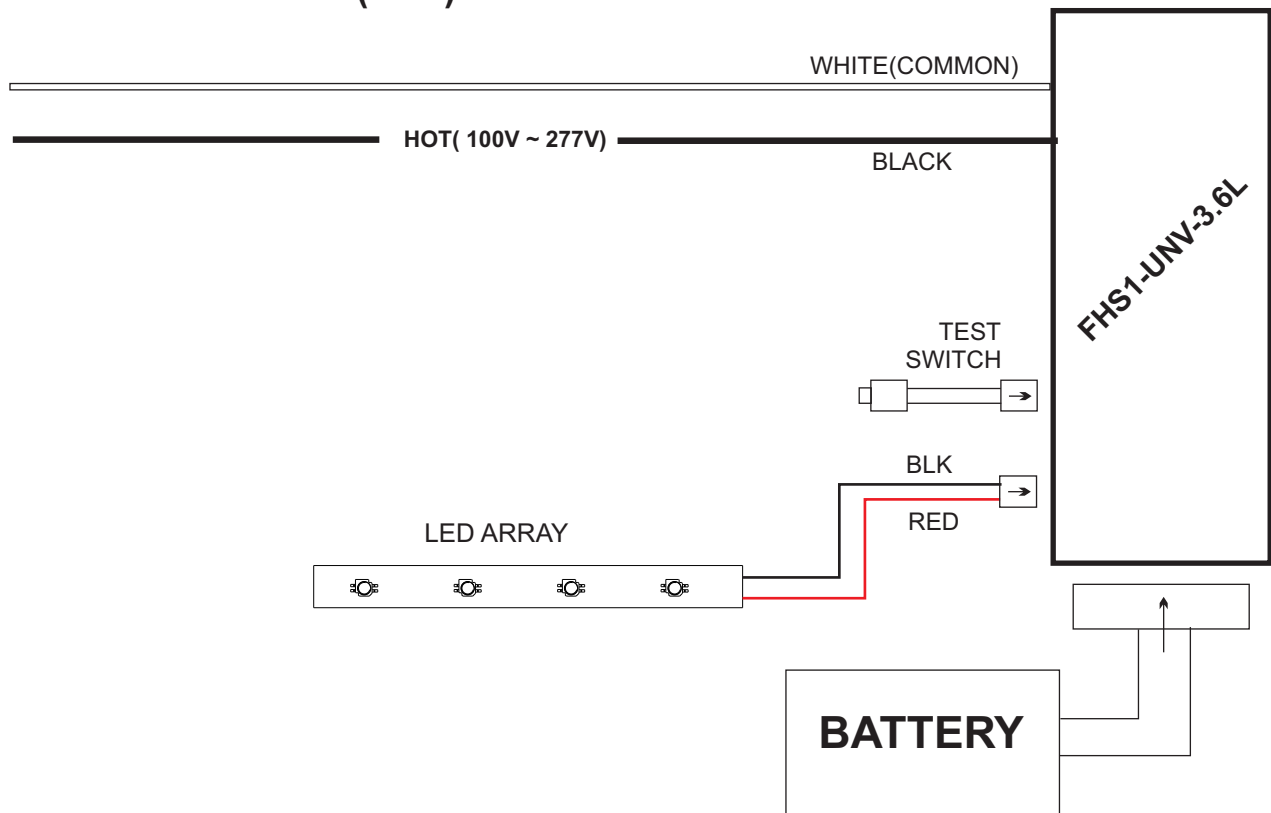 WHITE(COMMON)
HOT( 100V ~ 277V)
BLACK
FHS1-UNV-3.6L
TEST
SWITCH
BLK
RED
LED ARRAY
BATTERY